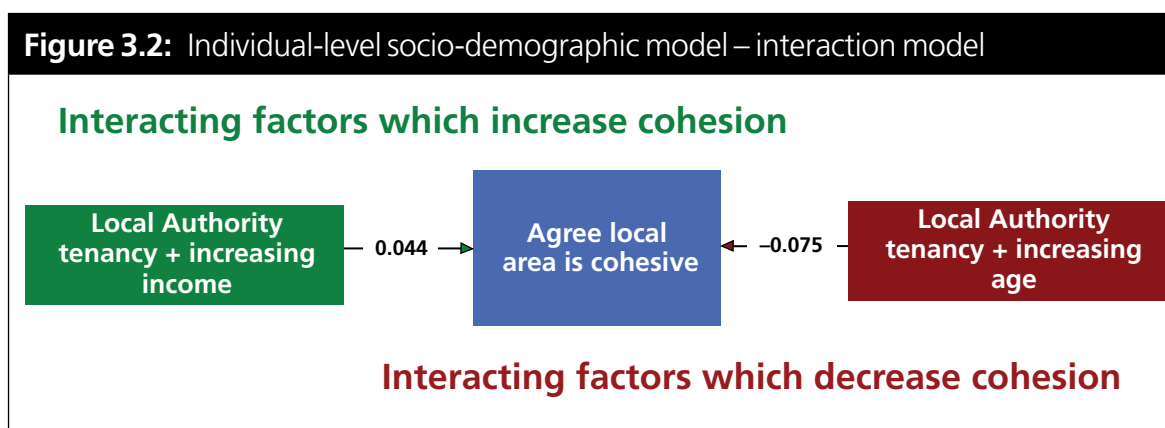 Figure 3.2: Individual-level socio-demographic model – interaction model
Interacting factors which increase cohesion
Local Authority
tenancy + increasing
income
0.044
Agree local
area is cohesive
–0.075
Local Authority
tenancy + increasing
age
Interacting factors which decrease cohesion